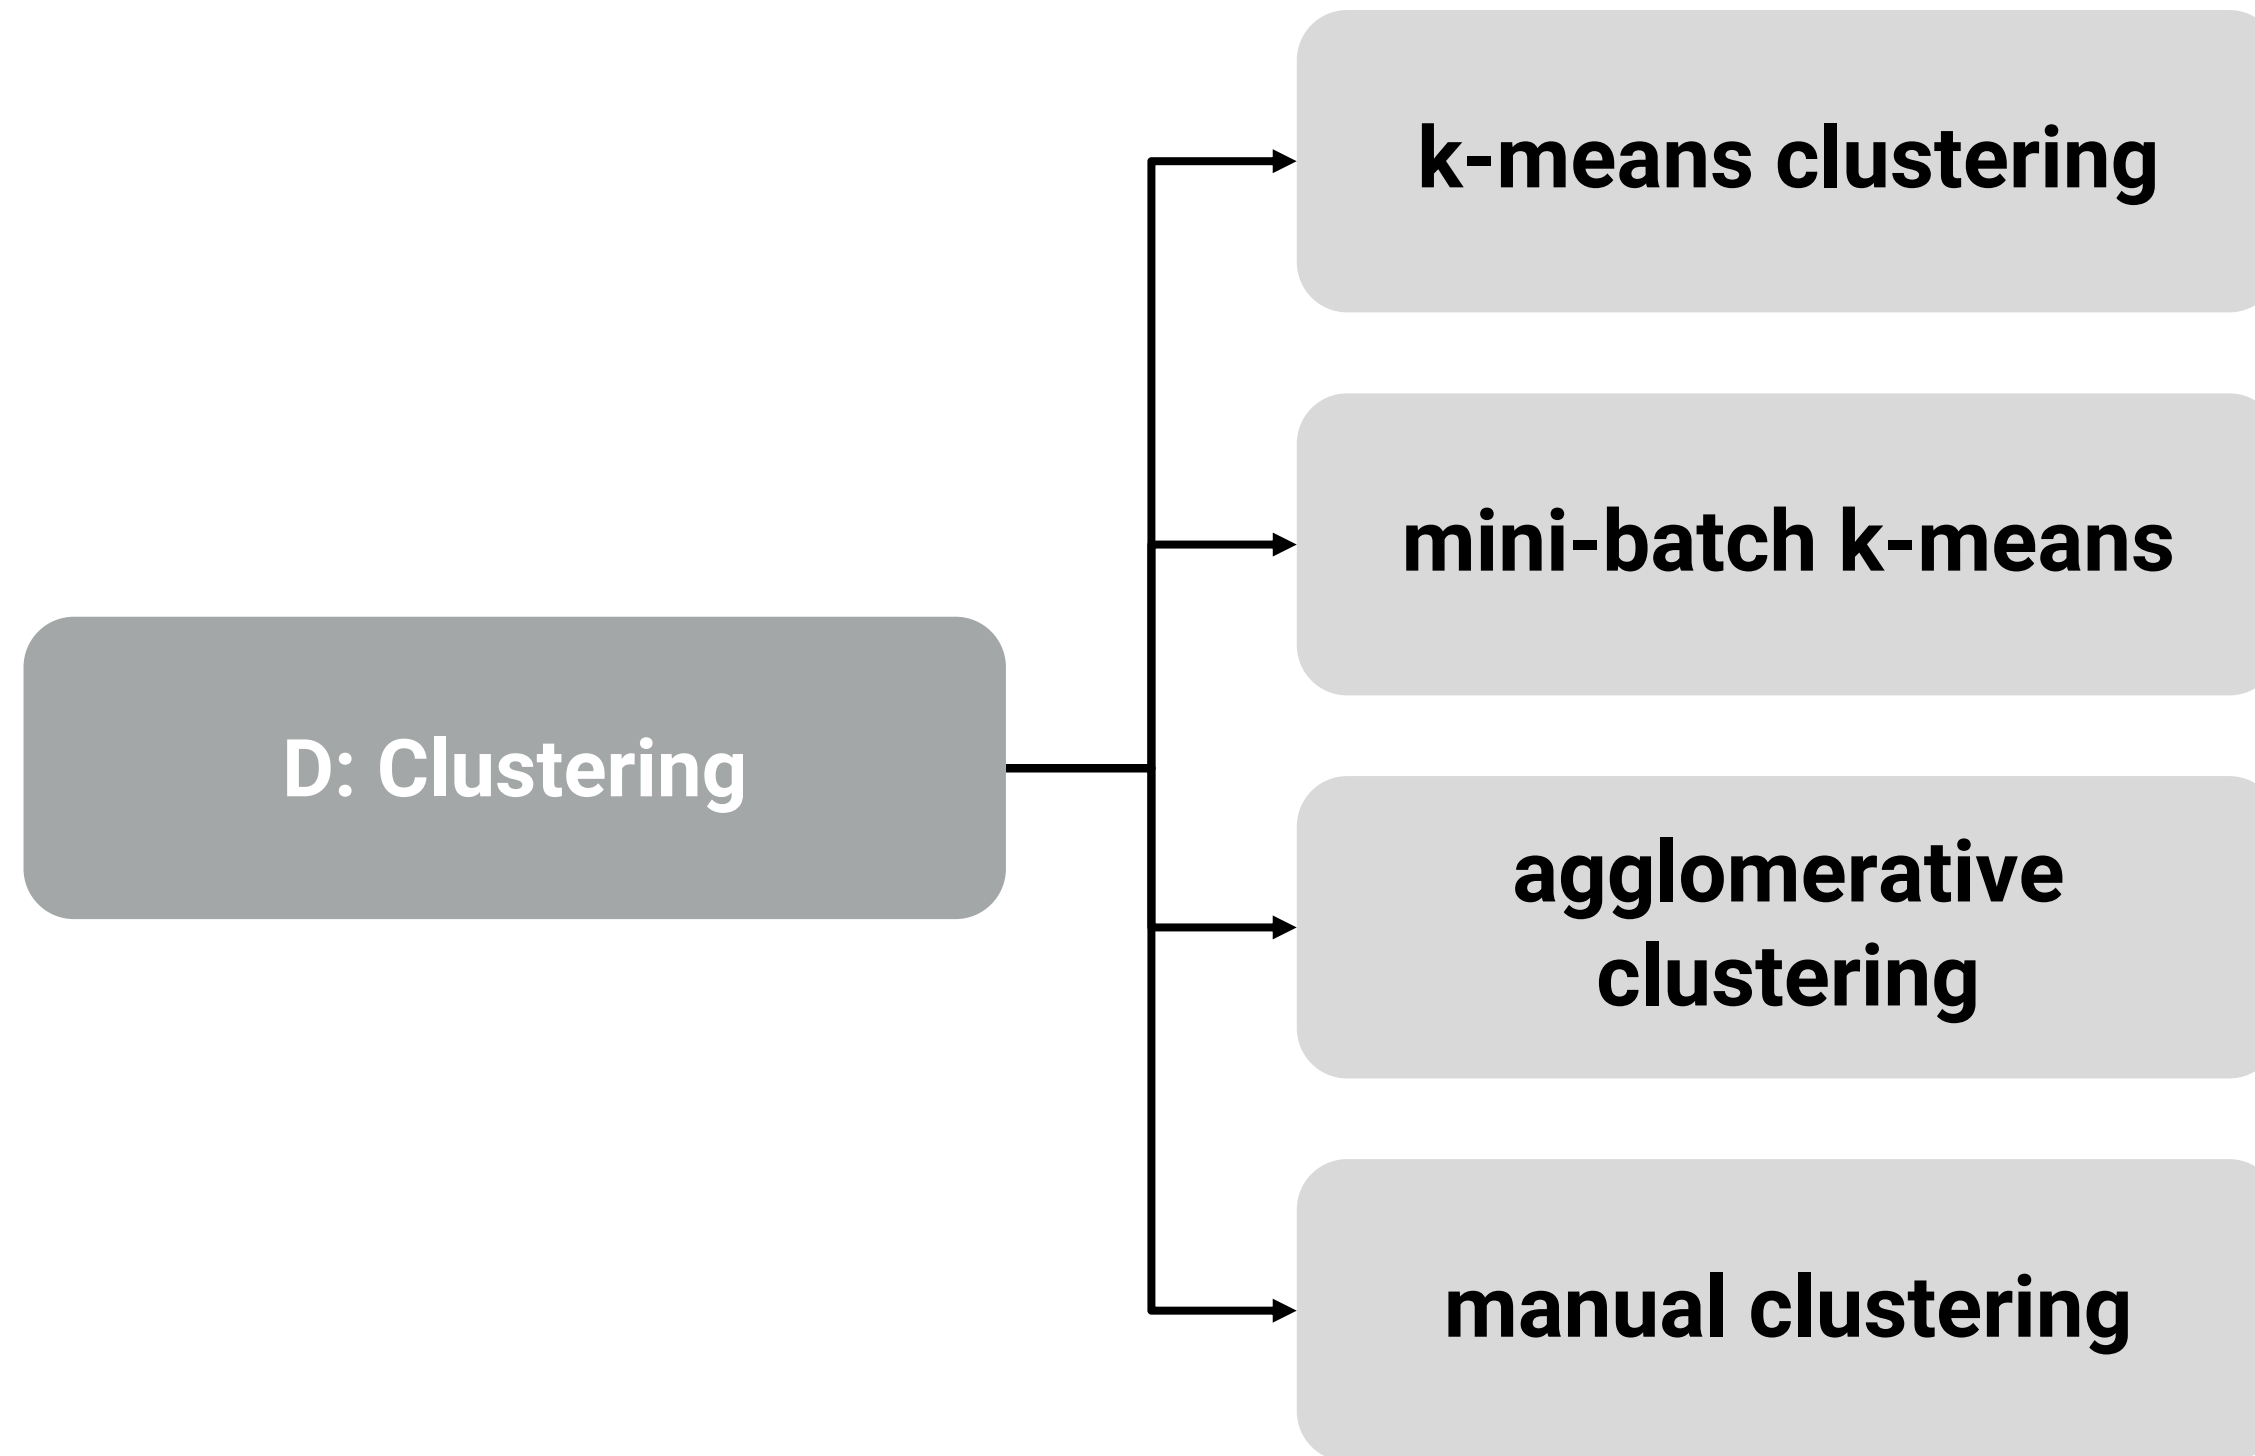 k-means clustering
mini-batch k-means
D: Clustering
agglomerative
clustering
manual clustering